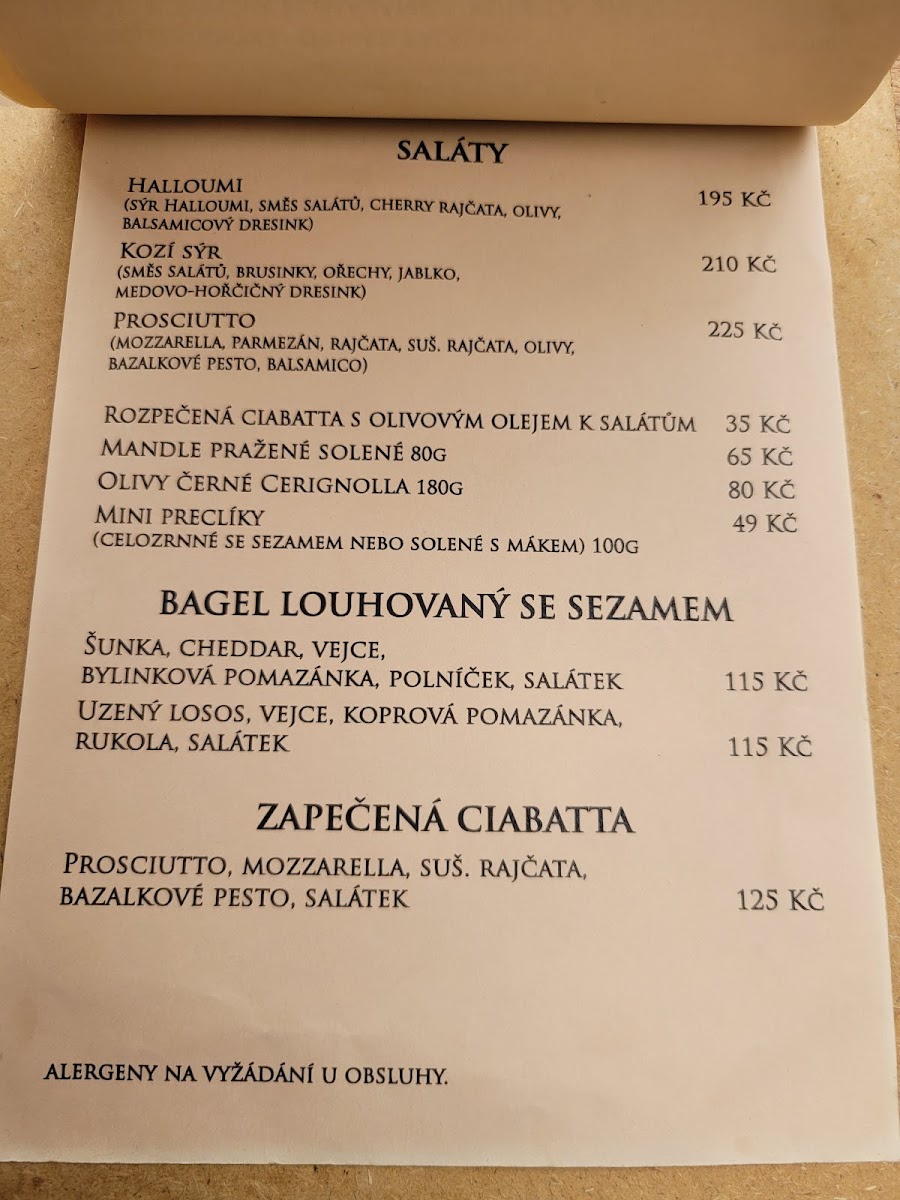 SALÁTY
HALLOUMI 195 KČ
(SÝR HALLOUMI, SMĚS SALÁTŮ, CHERRY RAJČATA, OLIVY,
BALSAMICOVÝ DRESINK)
KOZÍ SÝR 210 KČ
(SMĚS SALÁTŮ, BRUSINKY, OŘECHY, JABLKO,
MEDOVO-HOŘČIČNÝ DRESINK)
PROSCIUTTO 225 KČ
(MOZZARELLA, PARMEZÁN, RAJČATA, SUŠ. RAJČATA, OLIVY,
BAZALKOVÉ PESTO, BALSAMICO)
ROZPEČENÁ CIABATTA S OLIVOVÝM OLEJEM K SALÁTŮM 35 KČ
MANDLE PRAŽENÉ SOLENÉ 80G 65 KČ
OLIVY ČERNÉ CERIGNOLLA 180G 80 KČ
MINI PRECLÍKY 49 KČ
(CELOZRNNÉ SE SEZAMEM NEBO SOLENÉ S MÁKEM) 100G
BAGEL LOUHOVANÝ SE SEZAMEM
ŠUNKA, CHEDDAR, VEJCE,
BYLINKOVÁ POMAZÁNKA, POLNÍČEK, SALÁTEK 115 KČ
UZENÝ LOSOS, VEJCE, KOPROVÁ POMAZÁNKA,
RUKOLA, SALÁTEK 115 KČ
ZAPEČENÁ CIABATTA
PROSCIUTTO, MOZZARELLA, SUŠ. RAJČATA,
BAZALKOVÉ PESTO, SALÁTEK 125 KČ
ALERGENY NA VYŽÁDÁNÍ U OBSLUHY.